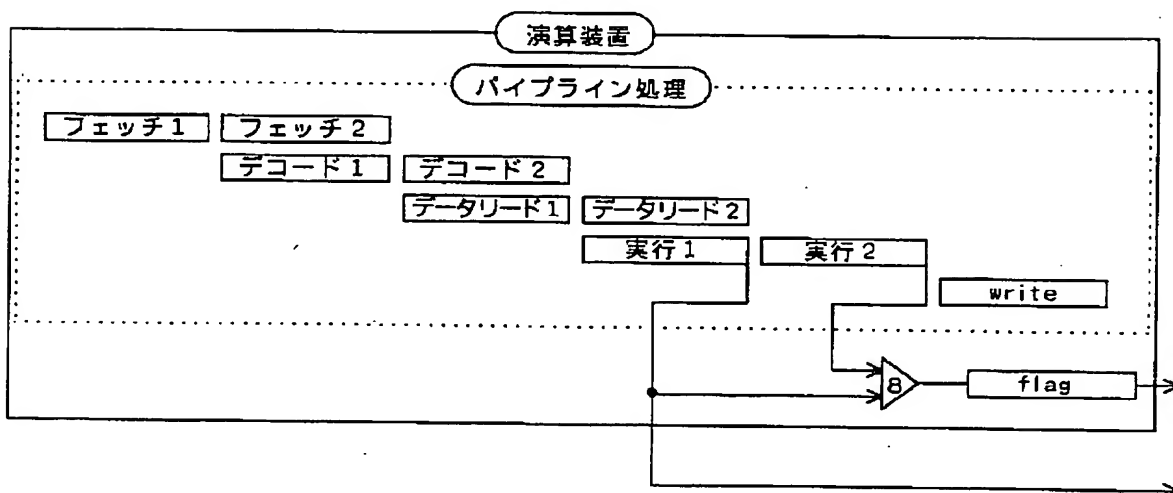 演算装置
パイプライン処理
フェッチ1 フェッチ2
デコード1 デコード2
データリード1 データリード2
実行1 実行2
write
8 flag